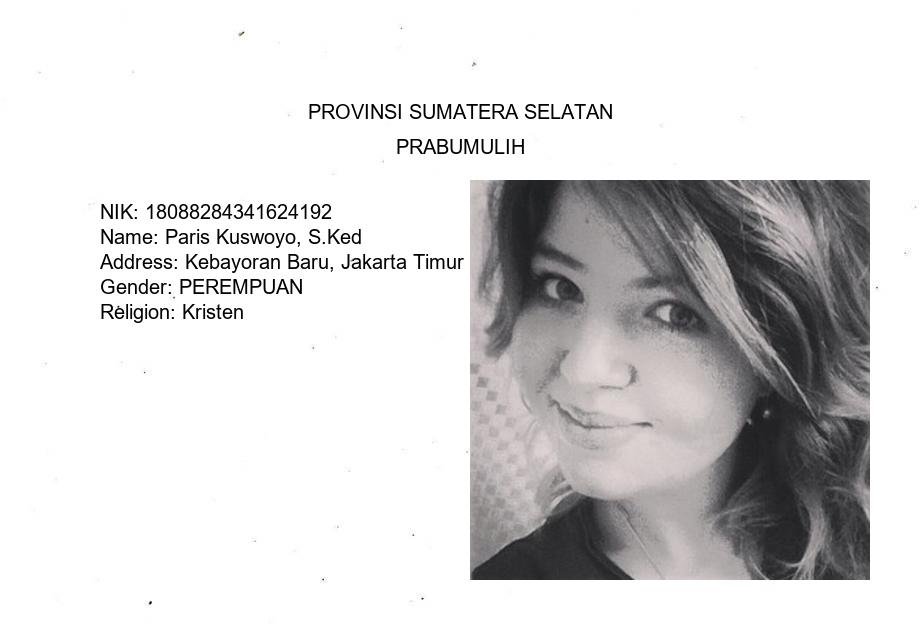 PROVINSI SUMATERA SELATAN
PRABUMULIH
NIK: 18088284341624192
Name: Paris Kuswoyo, S.Ked
Address: Kebayoran Baru, Jakarta Timur
Gender: PEREMPUAN
Religion: Kristen